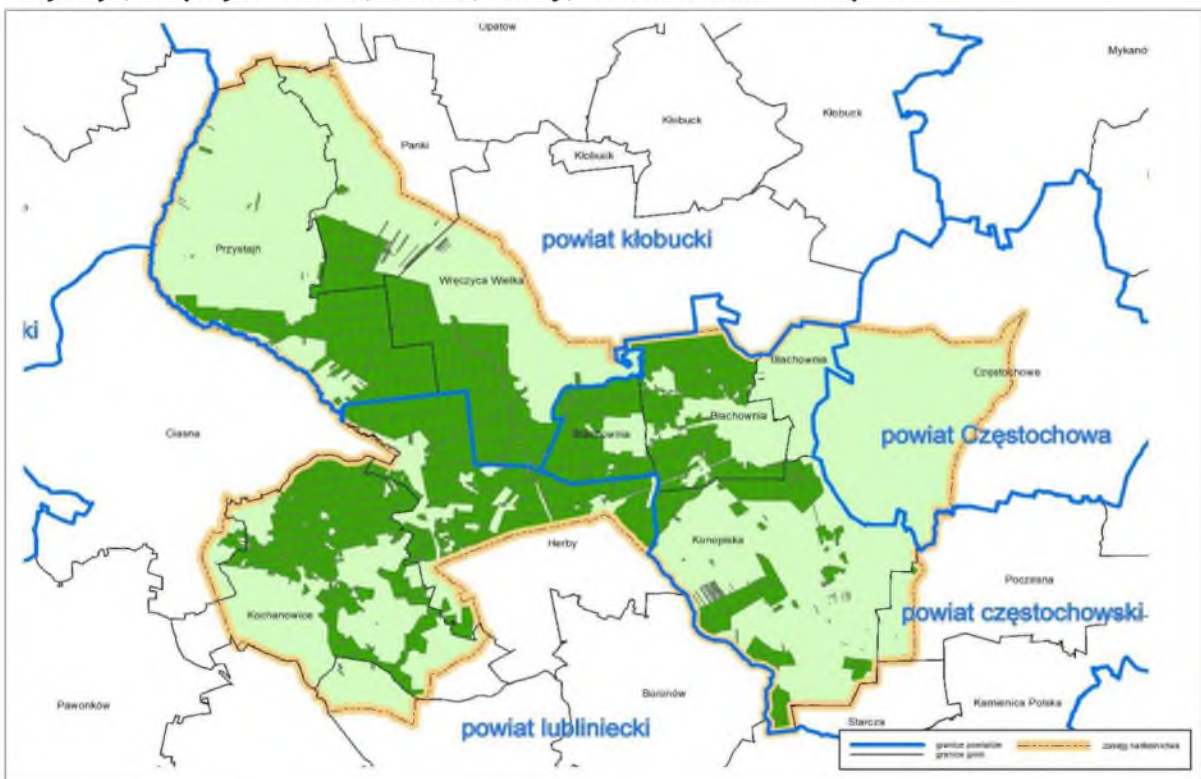 Opatów
Mykanó
Kłobuck
Kłobuck
Panki
Kłobuck
powiat kłobucki
Przystajń
Wręczyca Wielka
ki
Blachownia
Częstochowa
Ciasna
Blachownia
Blachownia
powiat Częstochowa
Herby
Konopiska
Poczesna
Kochanowice
powiat częstochowski
Boronów
Pawonków
Kamienica Polska
powiat lubliniecki
Starcza
granice powiatów
zasięg nadleśnictwa
granice gmin